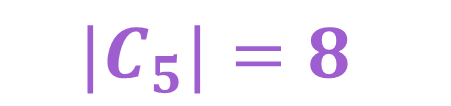 |C₅| = 8